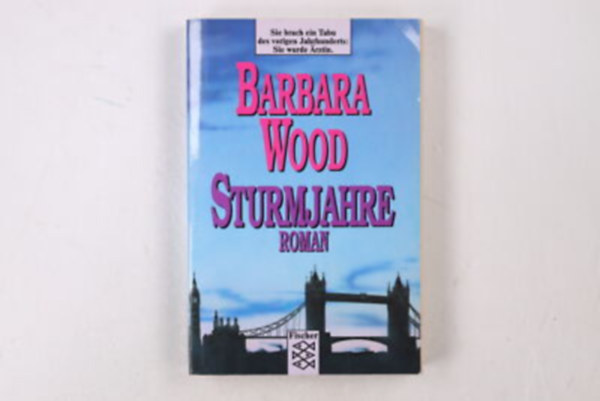 Sie brach ein Tabu
des vorigen Jahrhunderts:
Sie wurde Ärztin.
BARBARA
WOOD
STURMJAHRE
ROMAN
Fischer